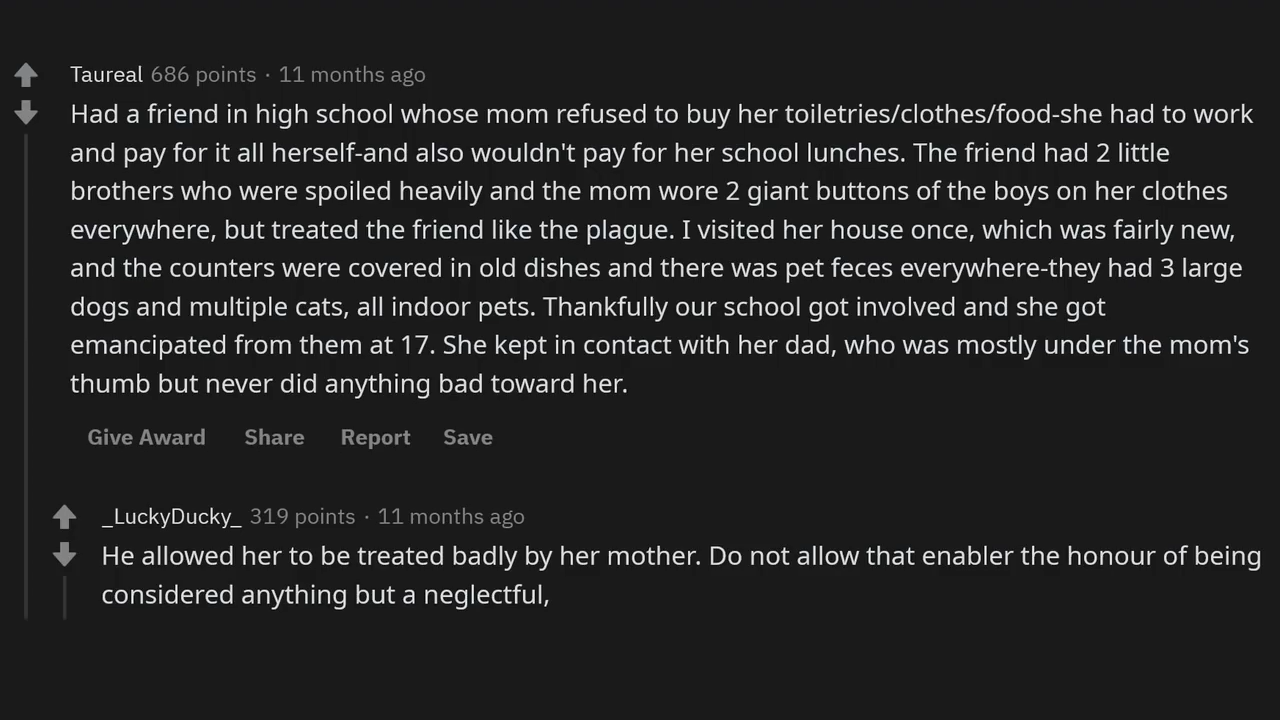 Taureal 686 points · 11 months ago
Had a friend in high school whose mom refused to buy her toiletries/clothes/food-she had to work
and pay for it all herself-and also wouldn't pay for her school lunches. The friend had 2 little
brothers who were spoiled heavily and the mom wore 2 giant buttons of the boys on her clothes
everywhere, but treated the friend like the plague. I visited her house once, which was fairly new,
and the counters were covered in old dishes and there was pet feces everywhere-they had 3 large
dogs and multiple cats, all indoor pets. Thankfully our school got involved and she got
emancipated from them at 17. She kept in contact with her dad, who was mostly under the mom's
thumb but never did anything bad toward her.
Give Award Share Report Save
_LuckyDucky_ 319 points · 11 months ago
He allowed her to be treated badly by her mother. Do not allow that enabler the honour of being
considered anything but a neglectful,